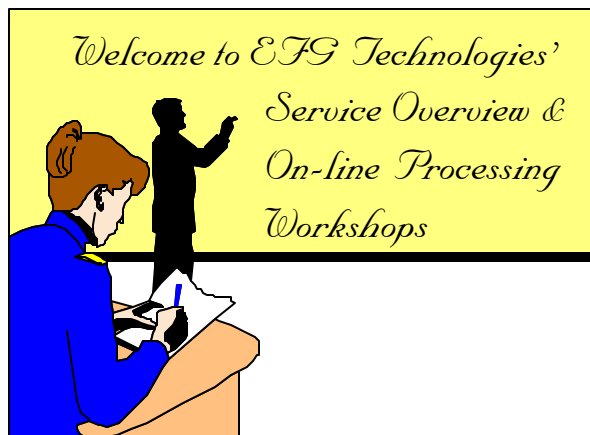 Welcome to EFG Technologies'
Service Overview &
On-line Processing
Workshops